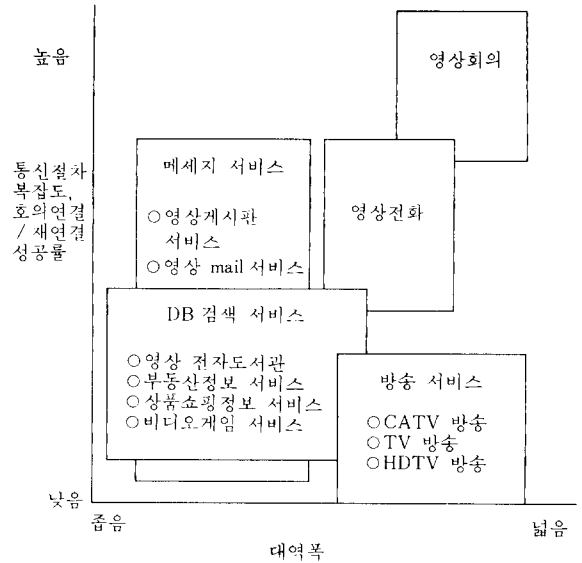 높음
영상회의
통신절차
복잡도,
호의연결
/ 재연결
성공률
메세지 서비스
○영상게시판
서비스
○영상 mail 서비스
영상전화
DB 검색 서비스
○영상 전자도서관
○부동산정보 서비스
○상품쇼핑정보 서비스
○비디오게임 서비스
방송 서비스
○CATV 방송
○TV 방송
○HDTV 방송
낮음
좁음
넓음
대역폭